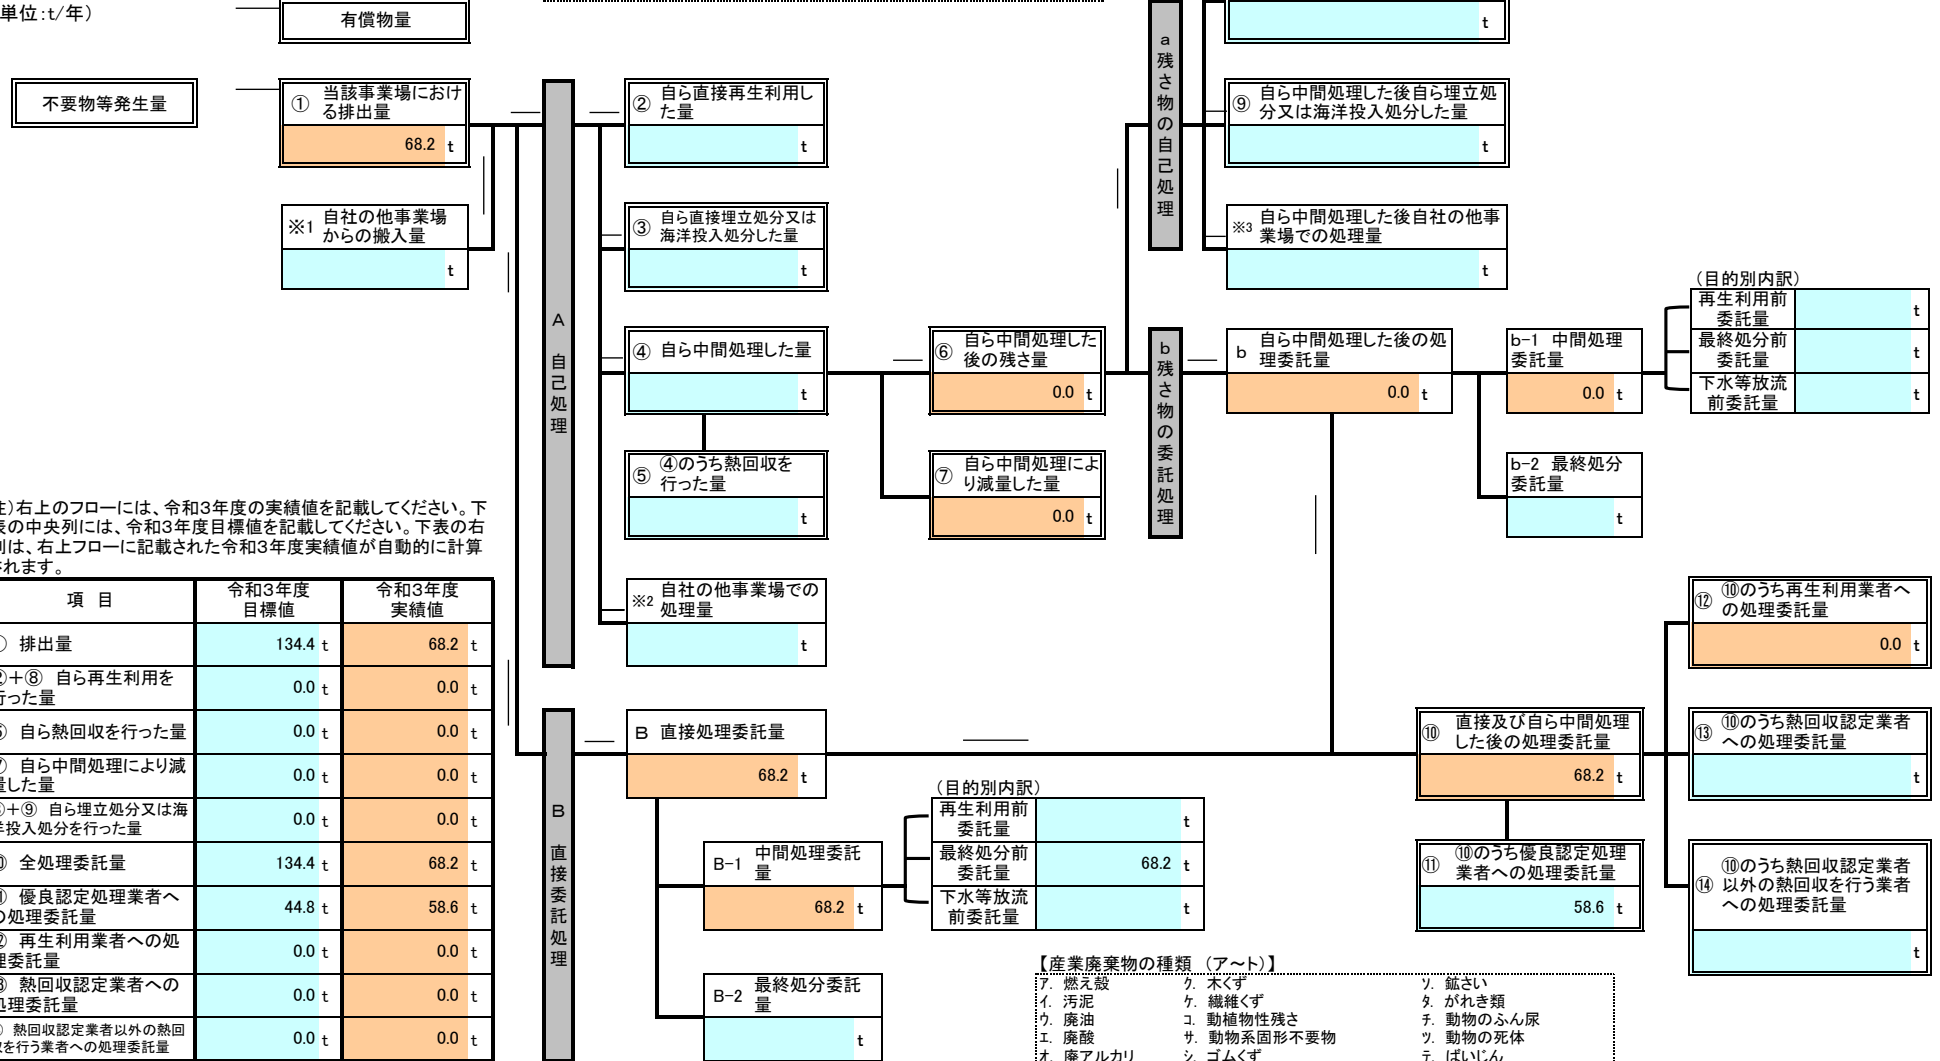 単位:t/年）
有償物量
t
不要物等発生量
① 当該事業場におけ
る排出量
68.2 t
※1 自社の他事業場
からの搬入量
t
A 自己処理
② 自ら直接再生利用し
た量
t
③ 自ら直接埋立処分又は
海洋投入処分した量
t
④ 自ら中間処理した量
t
⑤ ④のうち熱回収を
行った量
t
※2 自社の他事業場での
処理量
t
⑥ 自ら中間処理した
後の残さ量
0.0 t
⑦ 自ら中間処理によ
り減量した量
0.0 t
a 残さ物の自己処理
⑨ 自ら中間処理した後自ら埋立処
分又は海洋投入処分した量
t
※3 自ら中間処理した後自社の他事
業場での処理量
t
b 残さ物の委託処理
b 自ら中間処理した後の処
理委託量
0.0 t
b-1 中間処理
委託量
0.0 t
b-2 最終処分
委託量
t
（目的別内訳）
再生利用前
委託量
t
最終処分前
委託量
t
下水等放流
前委託量
t
注）右上のフローには、令和3年度の実績値を記載してください。下
表の中央列には、令和3年度目標値を記載してください。下表の右
列は、右上フローに記載された令和3年度実績値が自動的に計算
されます。
項 目
令和3年度
目標値
令和3年度
実績値
① 排出量 134.4 t 68.2 t
②＋⑧ 自ら再生利用を
行った量 0.0 t 0.0 t
⑤ 自ら熱回収を行った量 0.0 t 0.0 t
⑦ 自ら中間処理により減
量した量 0.0 t 0.0 t
③＋⑨ 自ら埋立処分又は海
洋投入処分を行った量 0.0 t 0.0 t
⑩ 全処理委託量 134.4 t 68.2 t
⑪ 優良認定処理業者へ
の処理委託量 44.8 t 58.6 t
⑫ 再生利用業者への処
理委託量 0.0 t 0.0 t
⑬ 熱回収認定業者への
処理委託量 0.0 t 0.0 t
⑭ 熱回収認定業者以外の熱回
収を行う業者への処理委託量 0.0 t 0.0 t
B 直接委託処理
B 直接処理委託量
68.2 t
B-1 中間処理委託
量
68.2 t
B-2 最終処分委託
量
t
（目的別内訳）
再生利用前
委託量
t
最終処分前
委託量
68.2 t
下水等放流
前委託量
t
⑩ 直接及び自ら中間処理
した後の処理委託量
68.2 t
⑪ ⑩のうち優良認定処理
業者への処理委託量
58.6 t
⑫ ⑩のうち再生利用業者へ
の処理委託量
0.0 t
⑬ ⑩のうち熱回収認定業者
への処理委託量
t
⑭ ⑩のうち熱回収認定業者
以外の熱回収を行う業者
への処理委託量
t
【産業廃棄物の種類 （ア～ト）】
ア. 燃え殻 ク. 木くず ソ. 鉱さい
イ. 汚泥 ケ. 繊維くず タ. がれき類
ウ. 廃油 コ. 動植物性残さ チ. 動物のふん尿
エ. 廃酸 サ. 動物系固形不要物 ツ. 動物の死体
オ. 廃アルカリ シ. ゴムくず テ. ばいじん